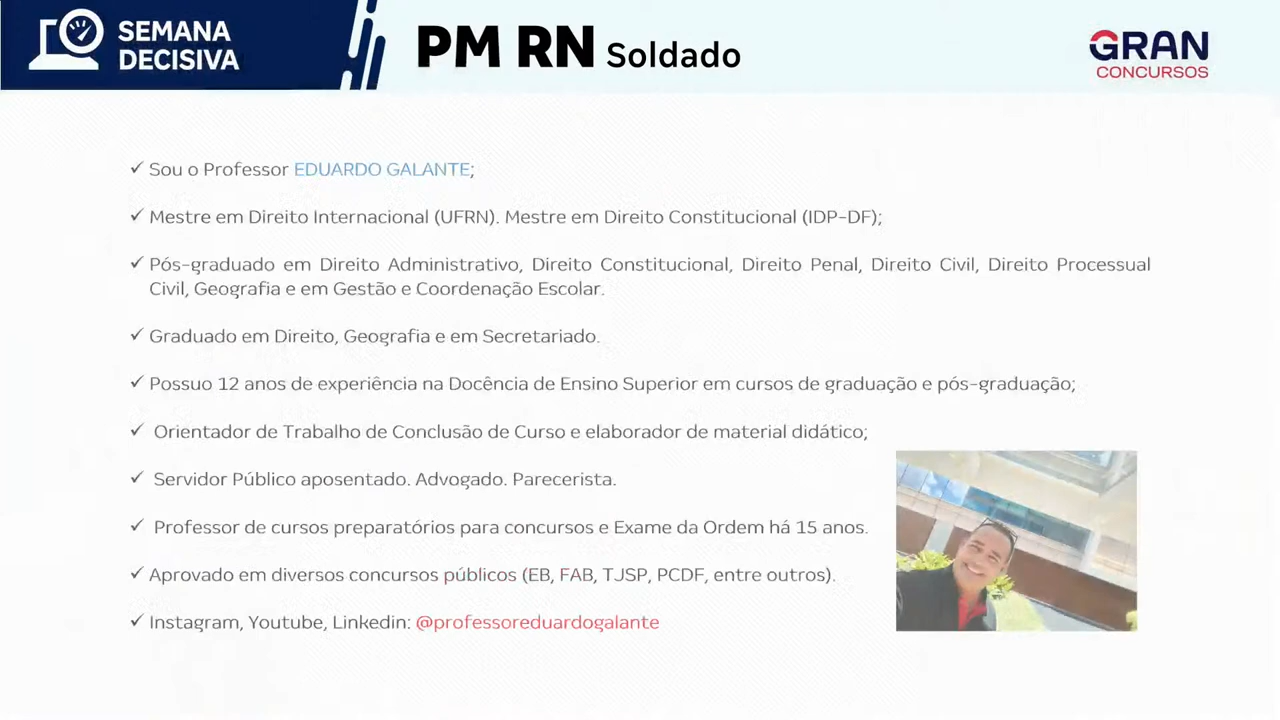 SEMANA
DECISIVA
PM RN Soldado
GRAN
CONCURSOS
✓ Sou o Professor EDUARDO GALANTE;
✓ Mestre em Direito Internacional (UFRN). Mestre em Direito Constitucional (IDP-DF);
✓ Pós-graduado em Direito Administrativo, Direito Constitucional, Direito Penal, Direito Civil, Direito Processual
Civil, Geografia e em Gestão e Coordenação Escolar.
✓ Graduado em Direito, Geografia e em Secretariado.
✓ Possuo 12 anos de experiência na Docência de Ensino Superior em cursos de graduação e pós-graduação;
✓ Orientador de Trabalho de Conclusão de Curso e elaborador de material didático;
✓ Servidor Público aposentado. Advogado. Parecerista.
✓ Professor de cursos preparatórios para concursos e Exame da Ordem há 15 anos.
✓ Aprovado em diversos concursos públicos (EB, FAB, TJSP, PCDF, entre outros).
✓ Instagram, Youtube, Linkedin: @professoreduardogalante